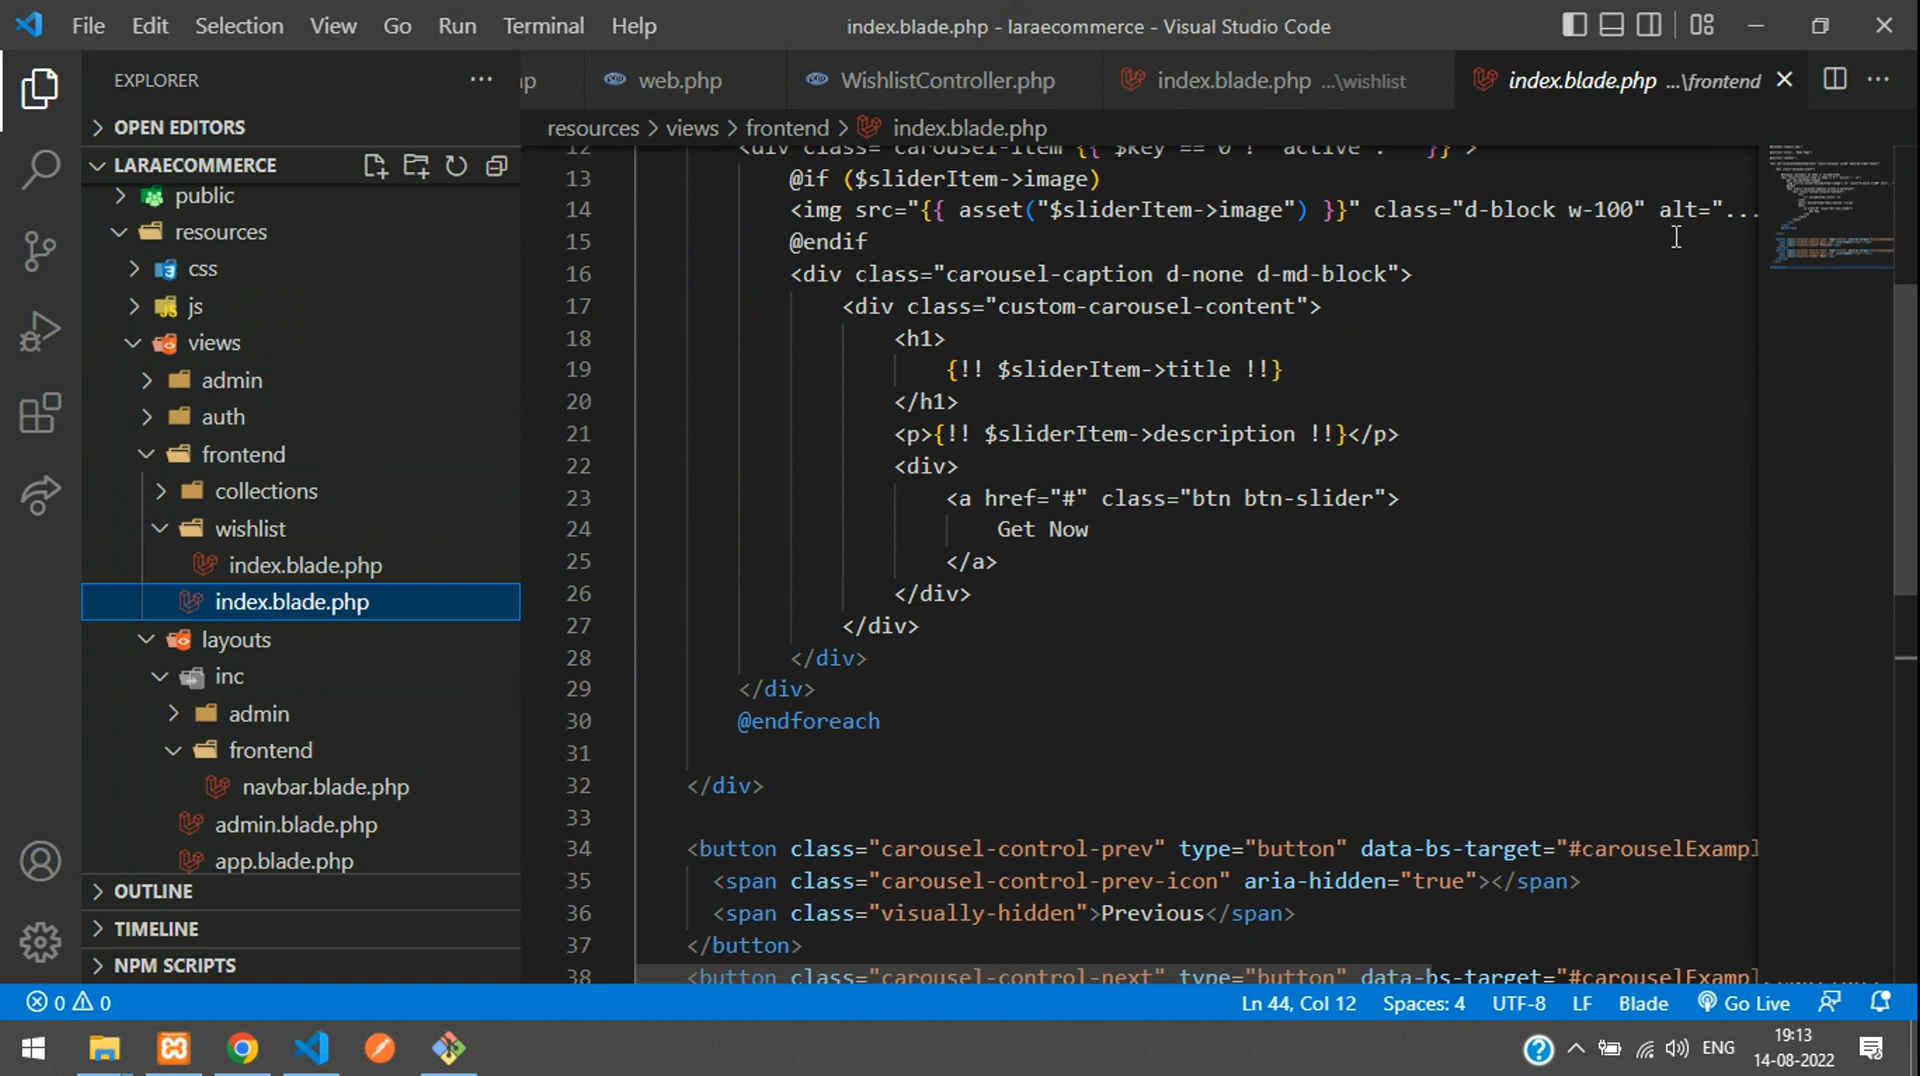 File Edit Selection View Go Run Terminal Help
index.blade.php - laraecommerce - Visual Studio Code
EXPLORER
OPEN EDITORS
LARAECOMMERCE
public
resources
css
js
views
admin
auth
frontend
collections
wishlist
index.blade.php
index.blade.php
layouts
inc
admin
frontend
navbar.blade.php
admin.blade.php
app.blade.php
OUTLINE
TIMELINE
NPM SCRIPTS
web.php WishlistController.php index.blade.php ...\wishlist index.blade.php ...\frontend
resources > views > frontend > index.blade.php
12 <div class="carousel-item {{ $key == 0 ? 'active':'' }}">
13 @if ($sliderItem->image)
14 <img src="{{ asset("$sliderItem->image") }}" class="d-block w-100" alt="...
15 @endif
16 <div class="carousel-caption d-none d-md-block">
17 <div class="custom-carousel-content">
18 <h1>
19 {!! $sliderItem->title !!}
20 </h1>
21 <p>{!! $sliderItem->description !!}</p>
22 <div>
23 <a href="#" class="btn btn-slider">
24 Get Now
25 </a>
26 </div>
27 </div>
28 </div>
29 </div>
30 @endforeach
31
32 </div>
33
34 <button class="carousel-control-prev" type="button" data-bs-target="#carouselExampl
35 <span class="carousel-control-prev-icon" aria-hidden="true"></span>
36 <span class="visually-hidden">Previous</span>
37 </button>
38 <button class="carousel-control-next" type="button" data-bs-target="#carouselExampl
0 0
Ln 44, Col 12 Spaces: 4 UTF-8 LF Blade Go Live
ENG
19:13
14-08-2022